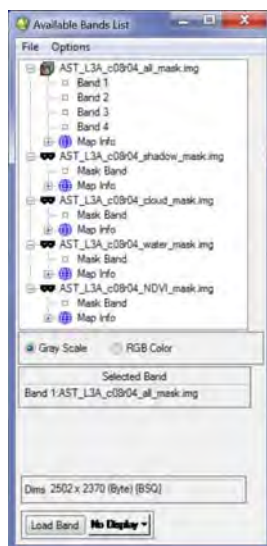 Available Bands List
File Options
AST_L3A_c08r04_all_mask.img
Band 1
Band 2
Band 3
Band 4
Map Info
AST_L3A_c08r04_shadow_mask.img
Mask Band
Map Info
AST_L3A_c08r04_cloud_mask.img
Mask Band
Map Info
AST_L3A_c08r04_water_mask.img
Mask Band
Map Info
AST_L3A_c08r04_NDVI_mask.img
Mask Band
Map Info
Gray Scale RGB Color
Selected Band
Band 1:AST_L3A_c08r04_all_mask.img
Dims 2502 x 2370 (Byte) [BSQ]
Load Band No Display